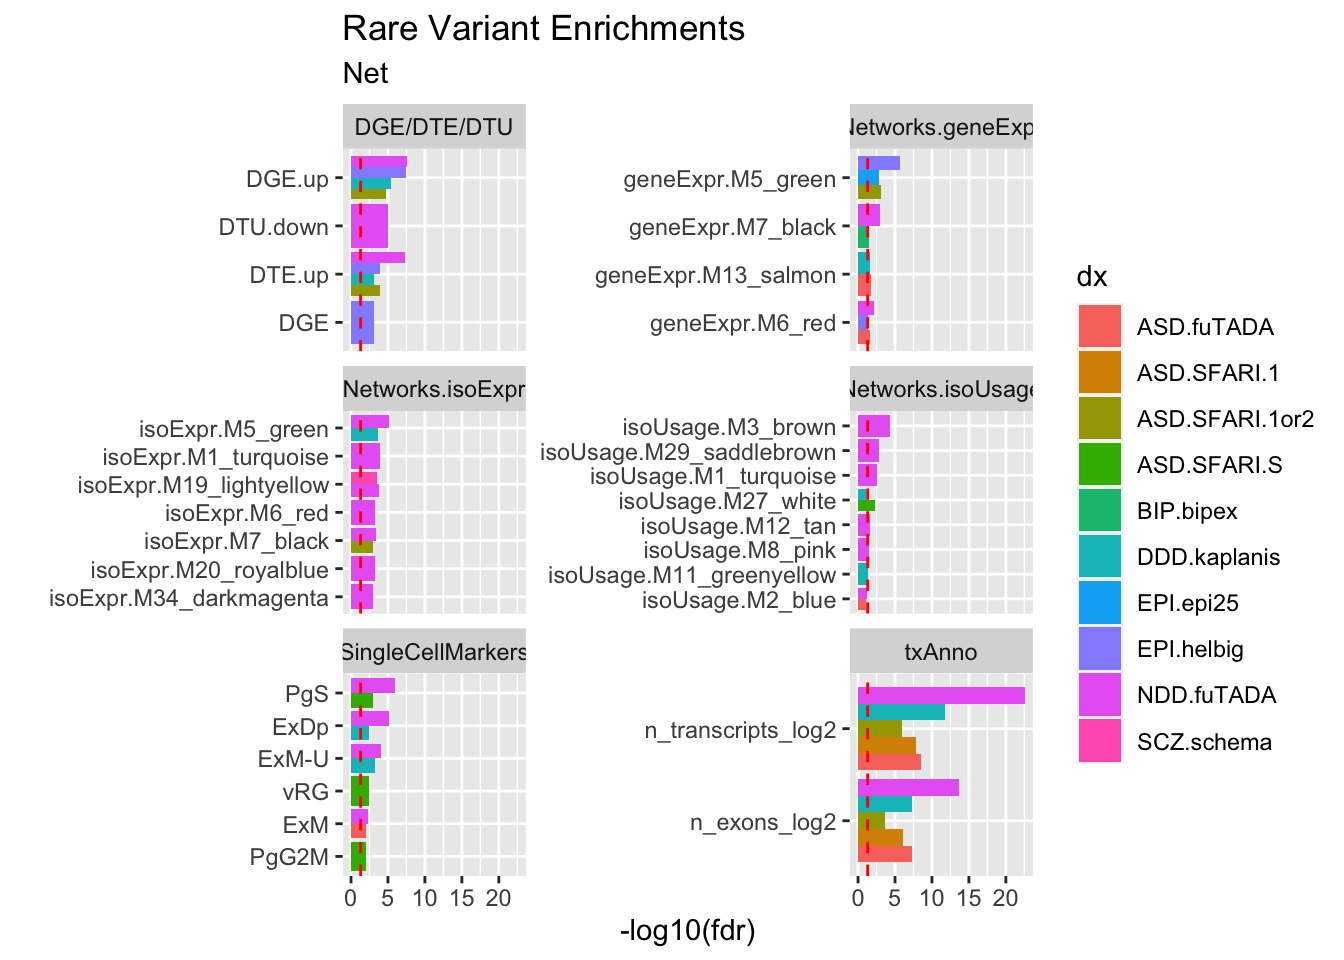 Rare Variant Enrichments
Net
DGE/DTE/DTU
DGE.up
DTU.down
DTE.up
DGE
Networks.geneExp
geneExpr.M5_green
geneExpr.M7_black
geneExpr.M13_salmon
geneExpr.M6_red
Networks.isoExpr
isoExpr.M5_green
isoExpr.M1_turquoise
isoExpr.M19_lightyellow
isoExpr.M6_red
isoExpr.M7_black
isoExpr.M20_royalblue
isoExpr.M34_darkmagenta
Networks.isoUsage
isoUsage.M3_brown
isoUsage.M29_saddlebrown
isoUsage.M1_turquoise
isoUsage.M27_white
isoUsage.M12_tan
isoUsage.M8_pink
isoUsage.M11_greenyellow
isoUsage.M2_blue
SingleCellMarkers
PgS
ExDp
ExM-U
vRG
ExM
PgG2M
0 5 10 15 20
txAnno
n_transcripts_log2
n_exons_log2
0 5 10 15 20
-log10(fdr)
dx
ASD.fuTADA
ASD.SFARI.1
ASD.SFARI.1or2
ASD.SFARI.S
BIP.bipex
DDD.kaplanis
EPI.epi25
EPI.helbig
NDD.fuTADA
SCZ.schema